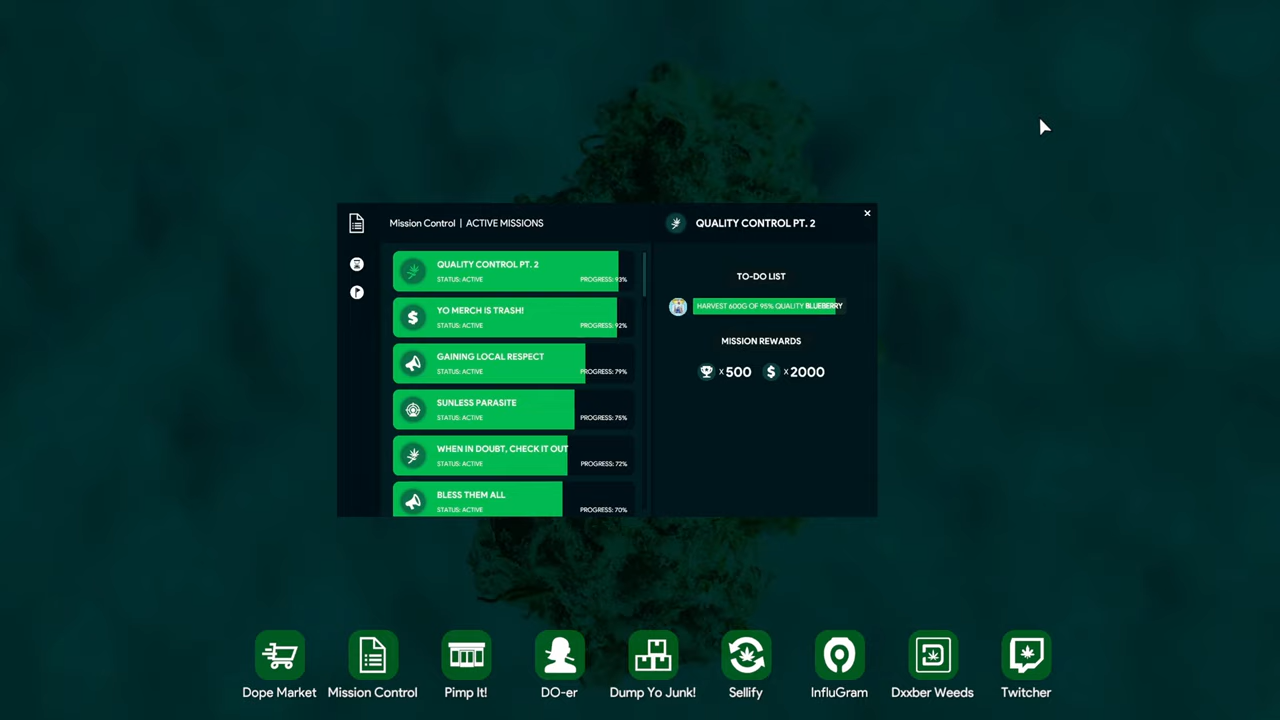 Mission Control | ACTIVE MISSIONS
QUALITY CONTROL PT. 2
STATUS: ACTIVE
PROGRESS: 93%
YO MERCH IS TRASH!
STATUS: ACTIVE
PROGRESS: 92%
GAINING LOCAL RESPECT
STATUS: ACTIVE
PROGRESS: 79%
SUNLESS PARASITE
STATUS: ACTIVE
PROGRESS: 75%
WHEN IN DOUBT, CHECK IT OUT
STATUS: ACTIVE
PROGRESS: 72%
BLESS THEM ALL
STATUS: ACTIVE
PROGRESS: 70%
QUALITY CONTROL PT. 2
TO-DO LIST
HARVEST 600G OF 95% QUALITY BLUEBERRY
MISSION REWARDS
x 500 $ x 2000
Dope Market
Mission Control
Pimp It!
DO-er
Dump Yo Junk!
Sellify
InfluGram
Dxxber Weeds
Twitcher